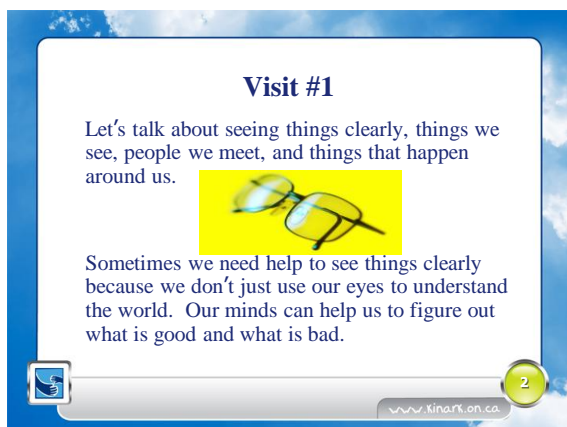 Visit #1
Let's talk about seeing things clearly, things we
see, people we meet, and things that happen
around us.
Sometimes we need help to see things clearly
because we don't just use our eyes to understand
the world.  Our minds can help us to figure out
what is good and what is bad.
2
www.kinark.on.ca